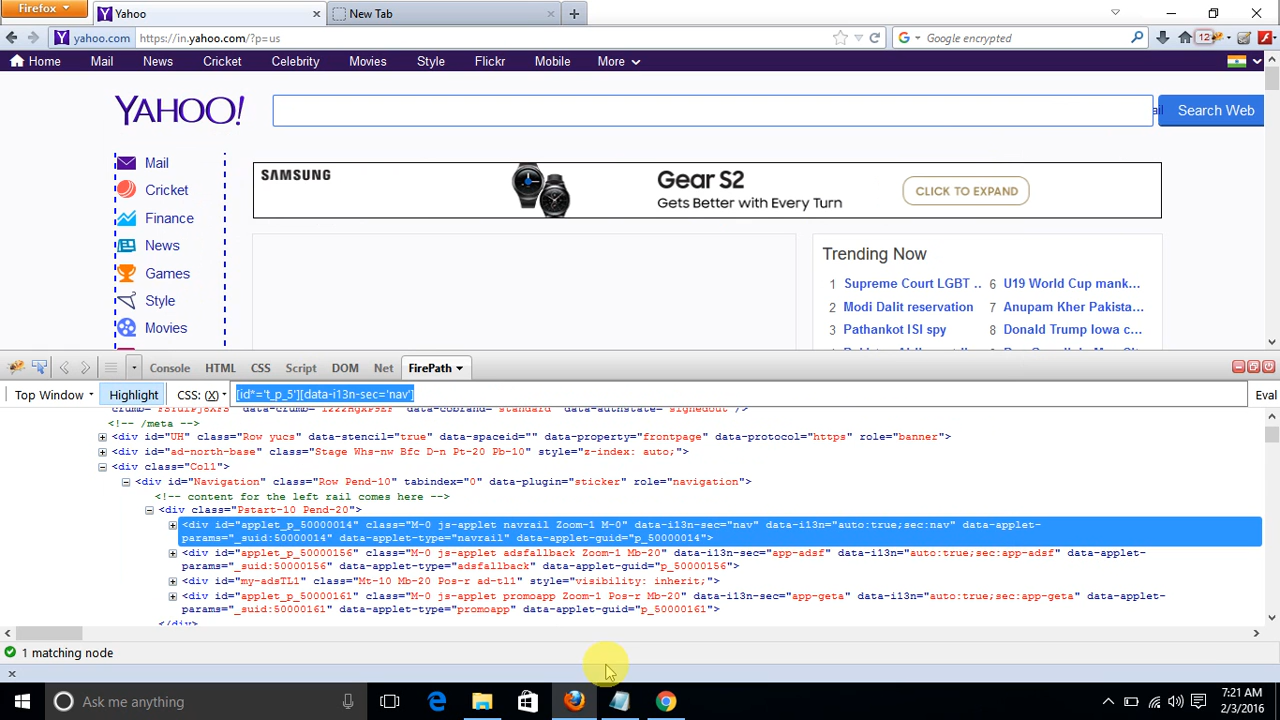 Firefox
Yahoo
New Tab
yahoo.com
https://in.yahoo.com/?p=us
Google encrypted
12
Home Mail News Cricket Celebrity Movies Style Flickr Mobile More
YAHOO!
ail
Search Web
Mail
Cricket
Finance
News
Games
Style
Movies
SAMSUNG
Gear S2
Gets Better with Every Turn
CLICK TO EXPAND
Trending Now
1 Supreme Court LGBT ..
2 Modi Dalit reservation
3 Pathankot ISI spy
6 U19 World Cup mank...
7 Anupam Kher Pakista...
8 Donald Trump Iowa c...
Console HTML CSS Script DOM Net FirePath
Top Window Highlight CSS: (X) [id*='t_p_5'][data-i13n-sec='nav'] Eval
<!-- /meta -->
<div id="UH" class="Row yucs" data-stencil="true" data-spaceid="" data-property="frontpage" data-protocol="https" role="banner">
<div id="ad-north-base" class="Stage Whs-nw Bfc D-n Pt-20 Pb-10" style="z-index: auto;">
<div class="Col1">
<div id="Navigation" class="Row Pend-10" tabindex="0" data-plugin="sticker" role="navigation">
<!-- content for the left rail comes here -->
<div class="Pstart-10 Pend-20">
<div id="applet_p_50000014" class="M-0 js-applet navrail Zoom-1 M-0" data-i13n-sec="nav" data-i13n="auto:true;sec:nav" data-applet-
params="_suid:50000014" data-applet-type="navrail" data-applet-guid="p_50000014">
<div id="applet_p_50000156" class="M-0 js-applet adsfallback Zoom-1 Mb-20" data-i13n-sec="app-adsf" data-i13n="auto:true;sec:app-adsf" data-applet-
params="_suid:50000156" data-applet-type="adsfallback" data-applet-guid="p_50000156">
<div id="my-adsTL1" class="Mt-10 Mb-20 Pos-r ad-tl1" style="visibility: inherit;">
<div id="applet_p_50000161" class="M-0 js-applet promoapp Zoom-1 Pos-r Mb-20" data-i13n-sec="app-geta" data-i13n="auto:true;sec:app-geta" data-applet-
params="_suid:50000161" data-applet-type="promoapp" data-applet-guid="p_50000161">
1 matching node
Ask me anything
7:21 AM
2/3/2016